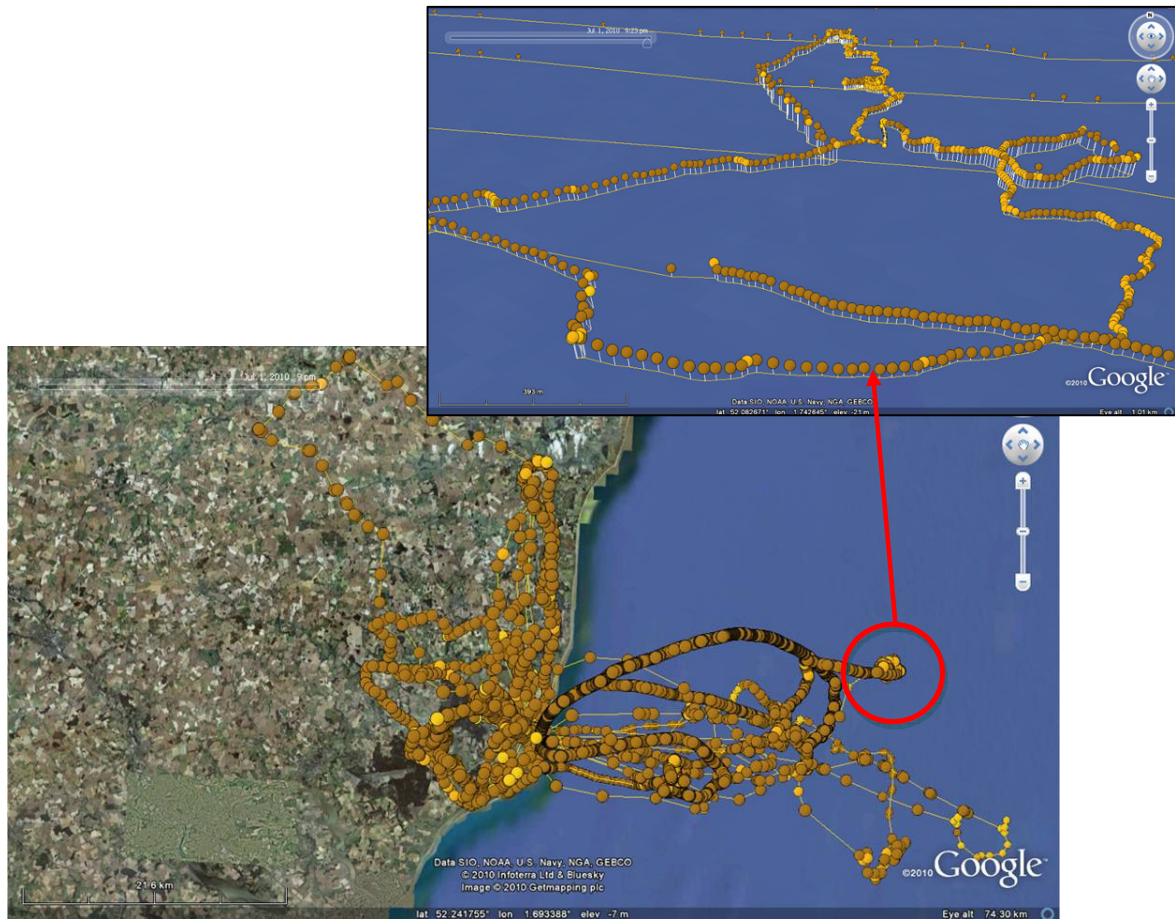 Jul 1, 2010 9:23 pm
N
©2010 Google
393 m
Data SIO, NOAA, U.S. Navy, NGA, GEBCO
lat 52.082671° lon 1.742645° elev -21 m
Eye alt 1.01 km
Jul 1, 2010 9 pm
Data SIO, NOAA, U.S. Navy, NGA, GEBCO
© 2010 Infoterra Ltd & Bluesky
Image © 2010 Getmapping plc
©2010 Google™
21.6 km
lat 52.241755° lon 1.693388° elev -7 m
Eye alt 74.30 km